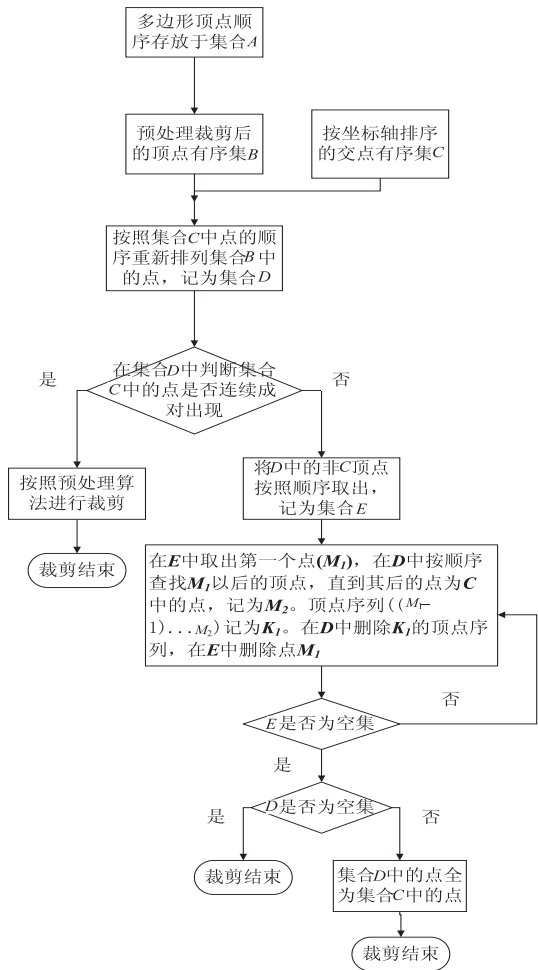 多边形顶点顺
序存放于集合A
预处理裁剪后
的顶点有序集B
按坐标轴排序
的交点有序集C
按照集合C中点的顺
序重新排列集合B中
的点，记为集合D
在集合D中判断集合
C中的点是否连续成
对出现
是
否
按照预处理算
法进行裁剪
将D中的非C顶点
按照顺序取出，
记为集合E
裁剪结束
在E中取出第一个点(M1)，在D中按顺序
查找M1以后的顶点，直到其后的点为C
中的点，记为M2。顶点序列((M1-
1)...M2)记为K1。在D中删除K1的顶点序
列，在E中删除点M1
否
E是否为空集
是
D是否为空集
是
否
裁剪结束
集合D中的点全
为集合C中的点
裁剪结束